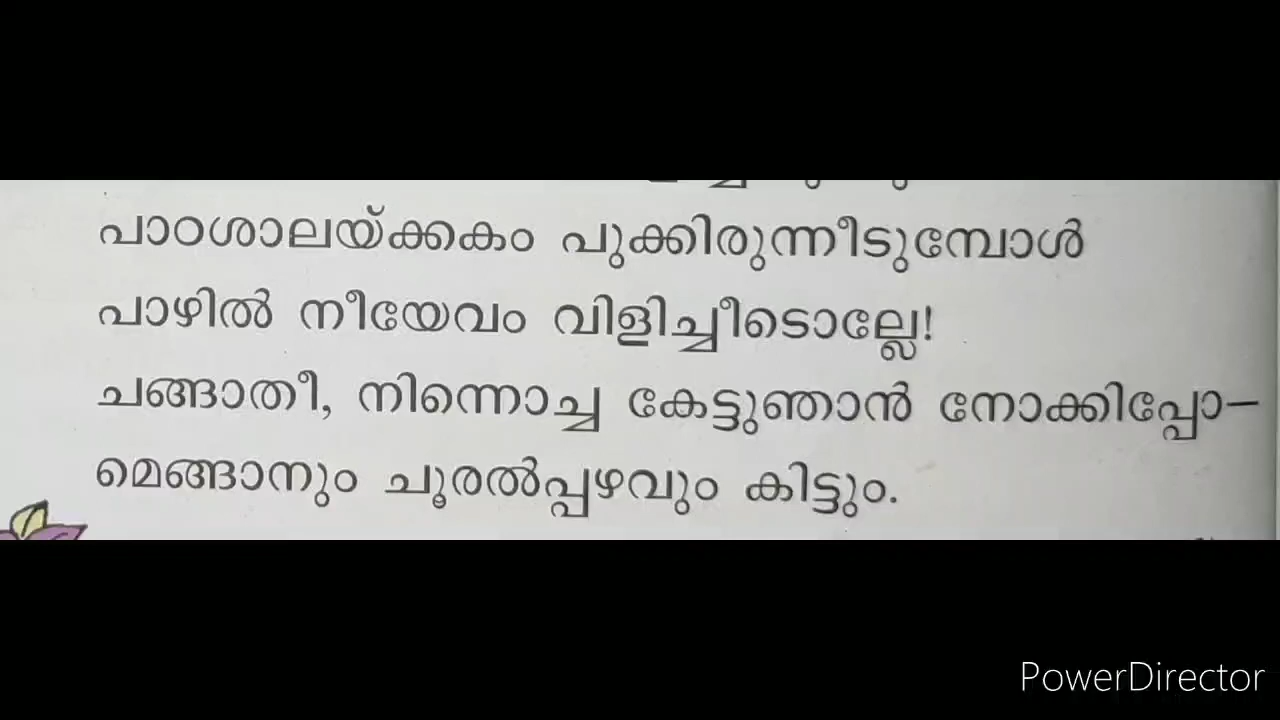 പാഠശാലയ്ക്കകം പുക്കിരുന്നീടുമ്പോൾ
പാഴിൽ നീയേവം വിളിച്ചീടൊല്ലേ!
ചങ്ങാതീ, നിന്നൊച്ച കേട്ടുഞാൻ നോക്കിപ്പോ–
മെങ്ങാനും ചൂരൽപ്പഴവും കിട്ടും.
PowerDirector